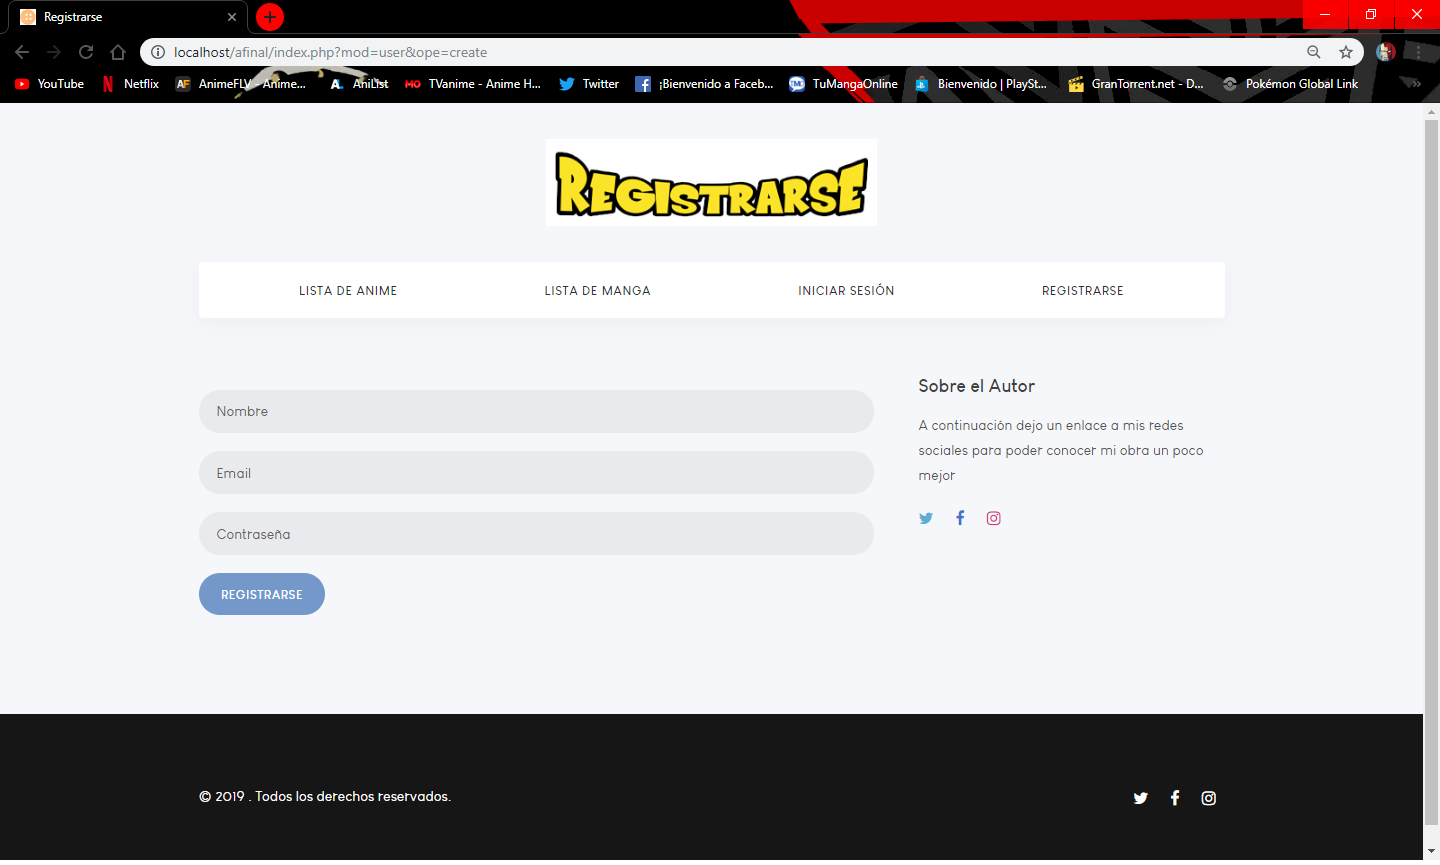 Registrarse
localhost/afinal/index.php?mod=user&ope=create
YouTube
Netflix
AnimeFLV - Anime...
AniList
TVanime - Anime H...
Twitter
¡Bienvenido a Faceb...
TuMangaOnline
Bienvenido | PlaySt...
GranTorrent.net - D...
Pokémon Global Link
REGISTRARSE
LISTA DE ANIME
LISTA DE MANGA
INICIAR SESIÓN
REGISTRARSE
Nombre
Email
Contraseña
REGISTRARSE
Sobre el Autor
A continuación dejo un enlace a mis redes
sociales para poder conocer mi obra un poco
mejor
© 2019 . Todos los derechos reservados.